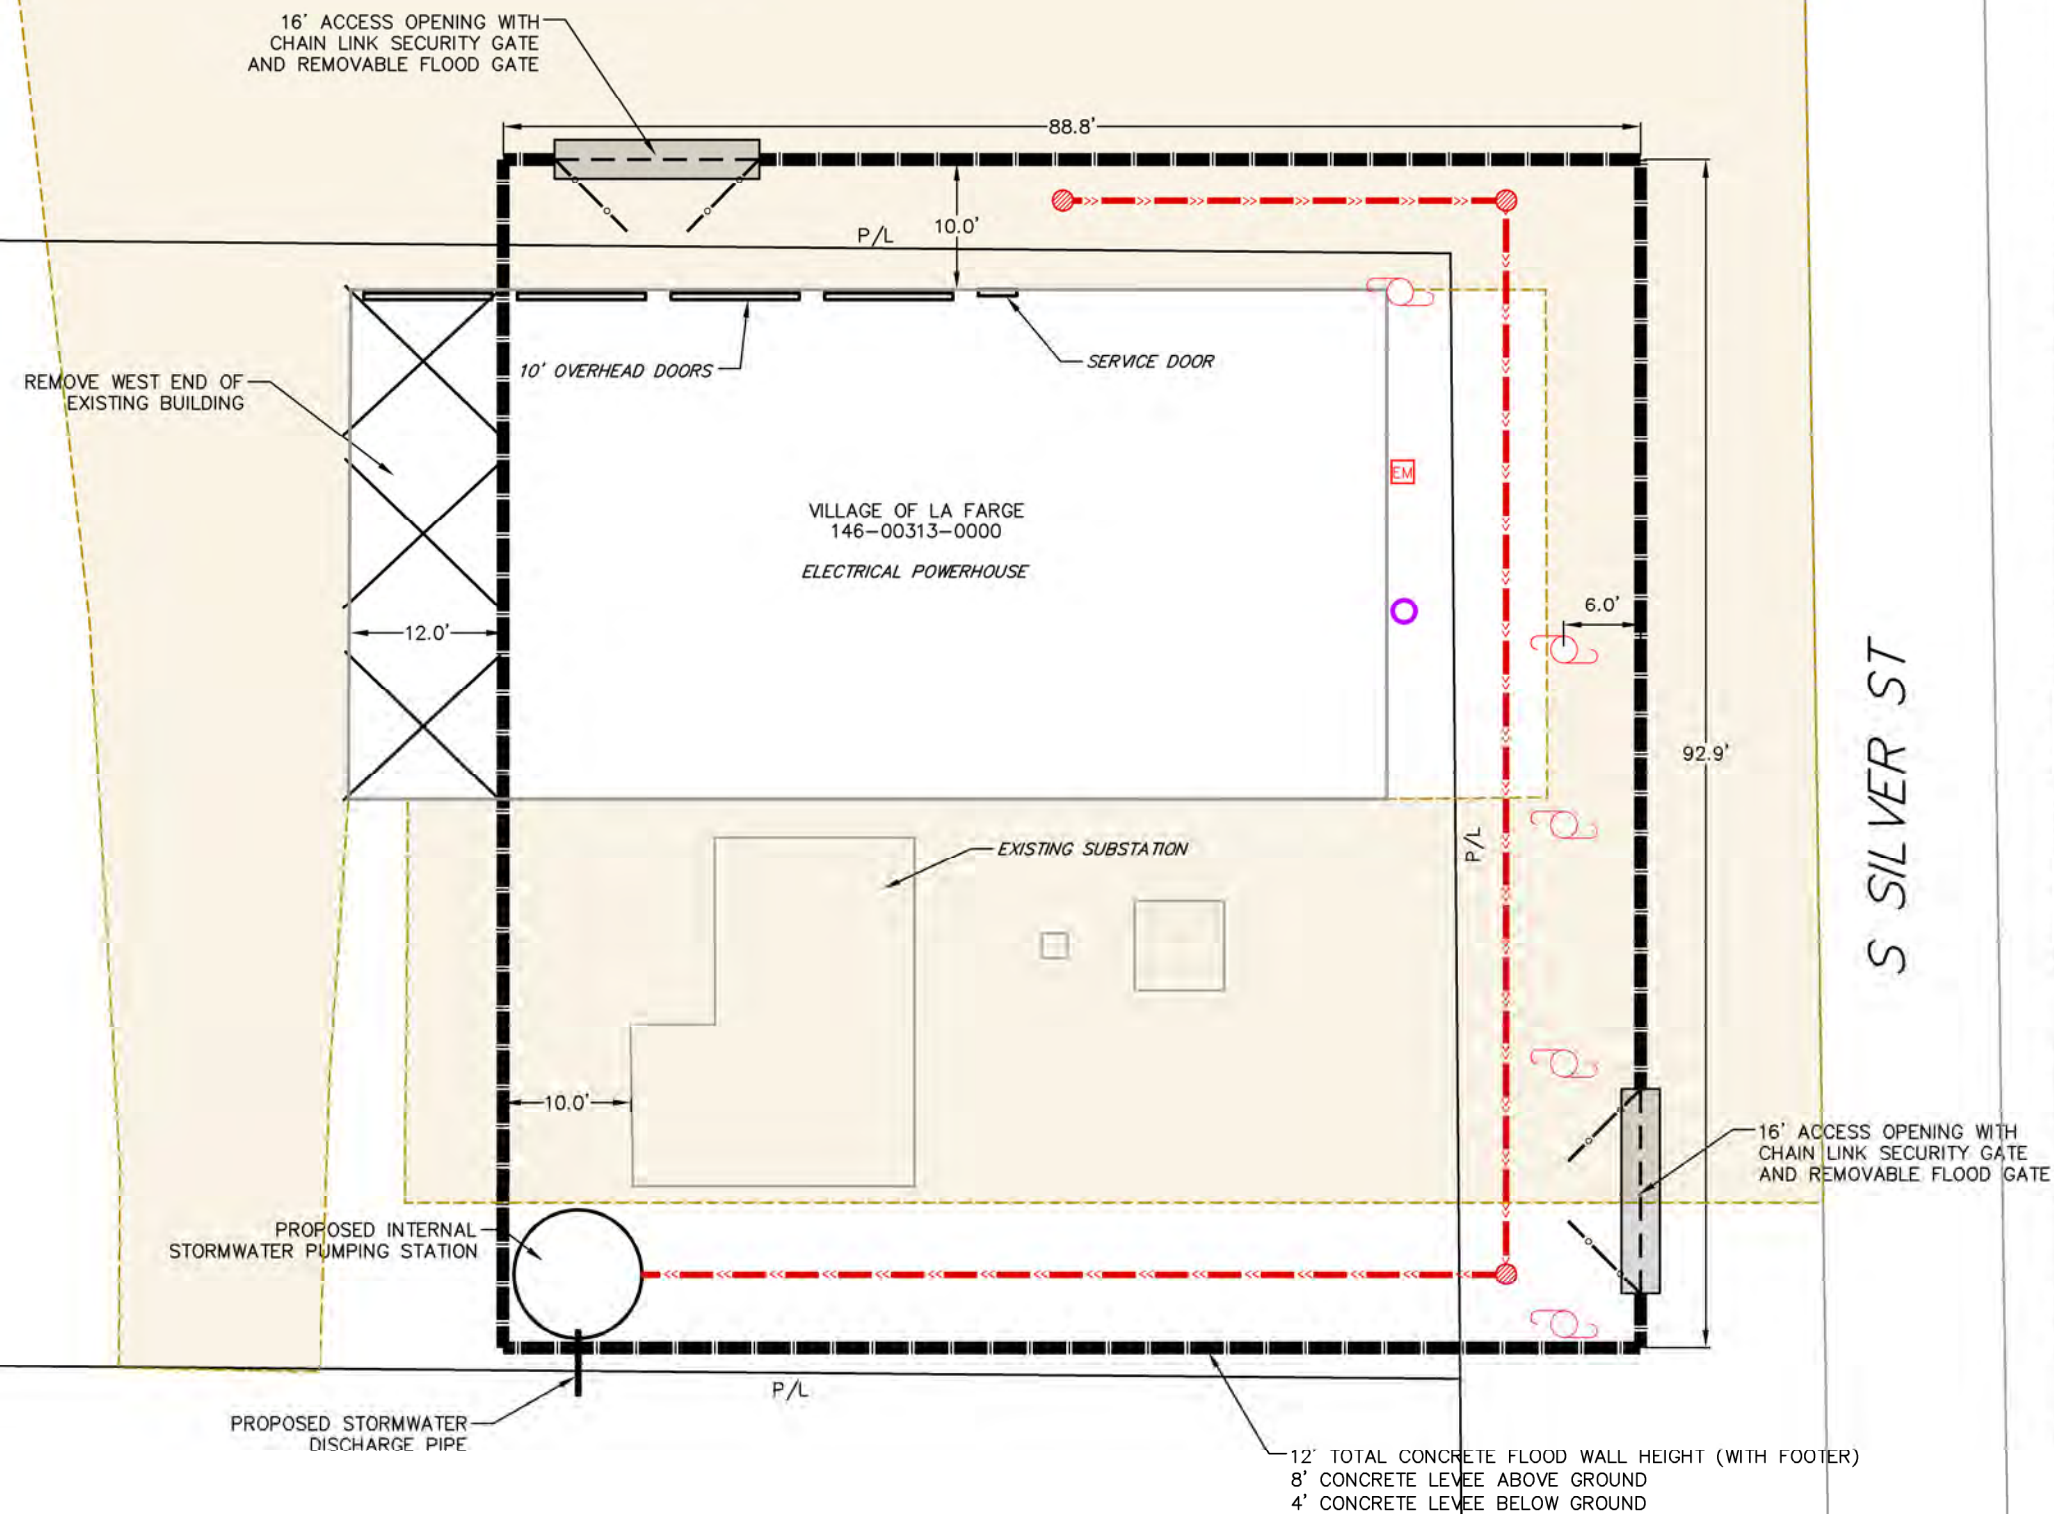 16' ACCESS OPENING WITH
CHAIN LINK SECURITY GATE
AND REMOVABLE FLOOD GATE
88.8'
P/L
10.0'
10' OVERHEAD DOORS
SERVICE DOOR
REMOVE WEST END OF
EXISTING BUILDING
EM
VILLAGE OF LA FARGE
146-00313-0000
ELECTRICAL POWERHOUSE
12.0'
6.0'
S SILVER ST
92.9'
P/L
EXISTING SUBSTATION
10.0'
16' ACCESS OPENING WITH
CHAIN LINK SECURITY GATE
AND REMOVABLE FLOOD GATE
PROPOSED INTERNAL
STORMWATER PUMPING STATION
P/L
PROPOSED STORMWATER
DISCHARGE PIPE
12' TOTAL CONCRETE FLOOD WALL HEIGHT (WITH FOOTER)
8' CONCRETE LEVEE ABOVE GROUND
4' CONCRETE LEVEE BELOW GROUND